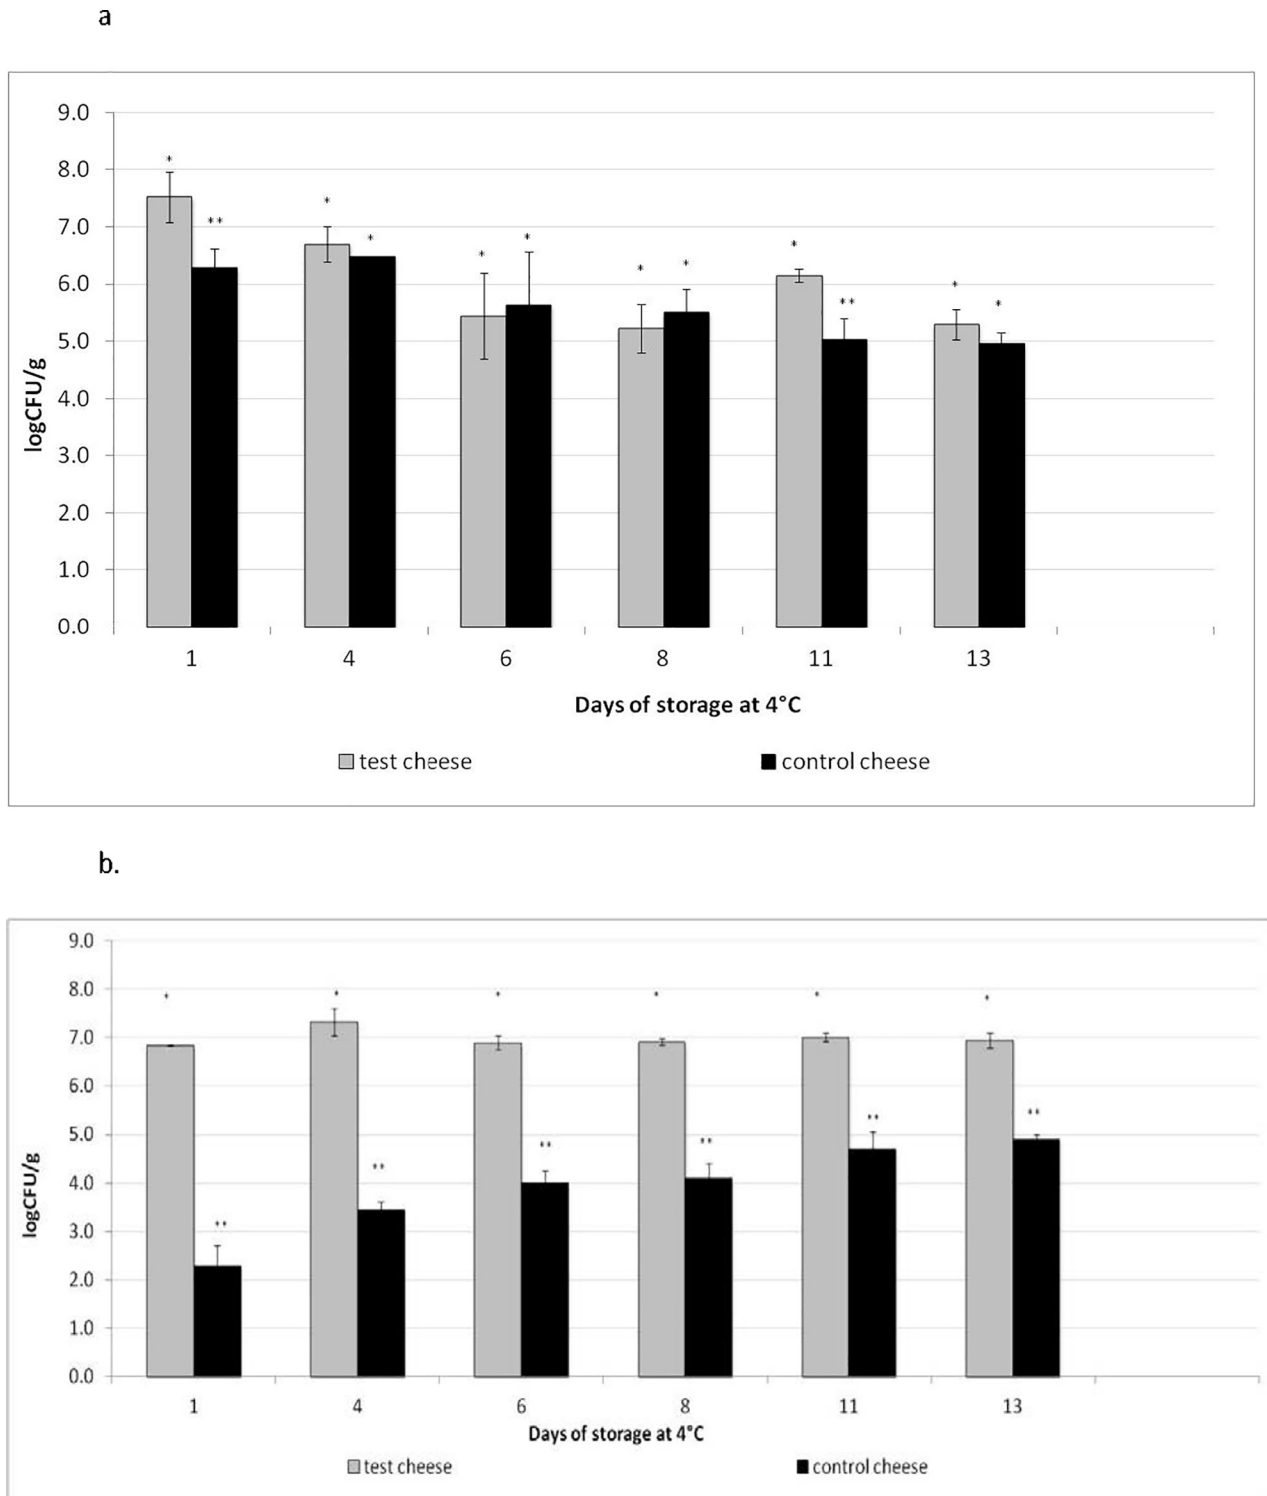 a
9.0
8.0
7.0
6.0
5.0
4.0
3.0
2.0
1.0
0.0
logCFU/g
* ** * * * * * * * ** * *
1 4 6 8 11 13
Days of storage at 4°C
test cheese control cheese
b.
9.0
8.0
7.0
6.0
5.0
4.0
3.0
2.0
1.0
0.0
logCFU/g
* ** * ** * ** * ** * ** * **
1 4 6 8 11 13
Days of storage at 4°C
test cheese control cheese